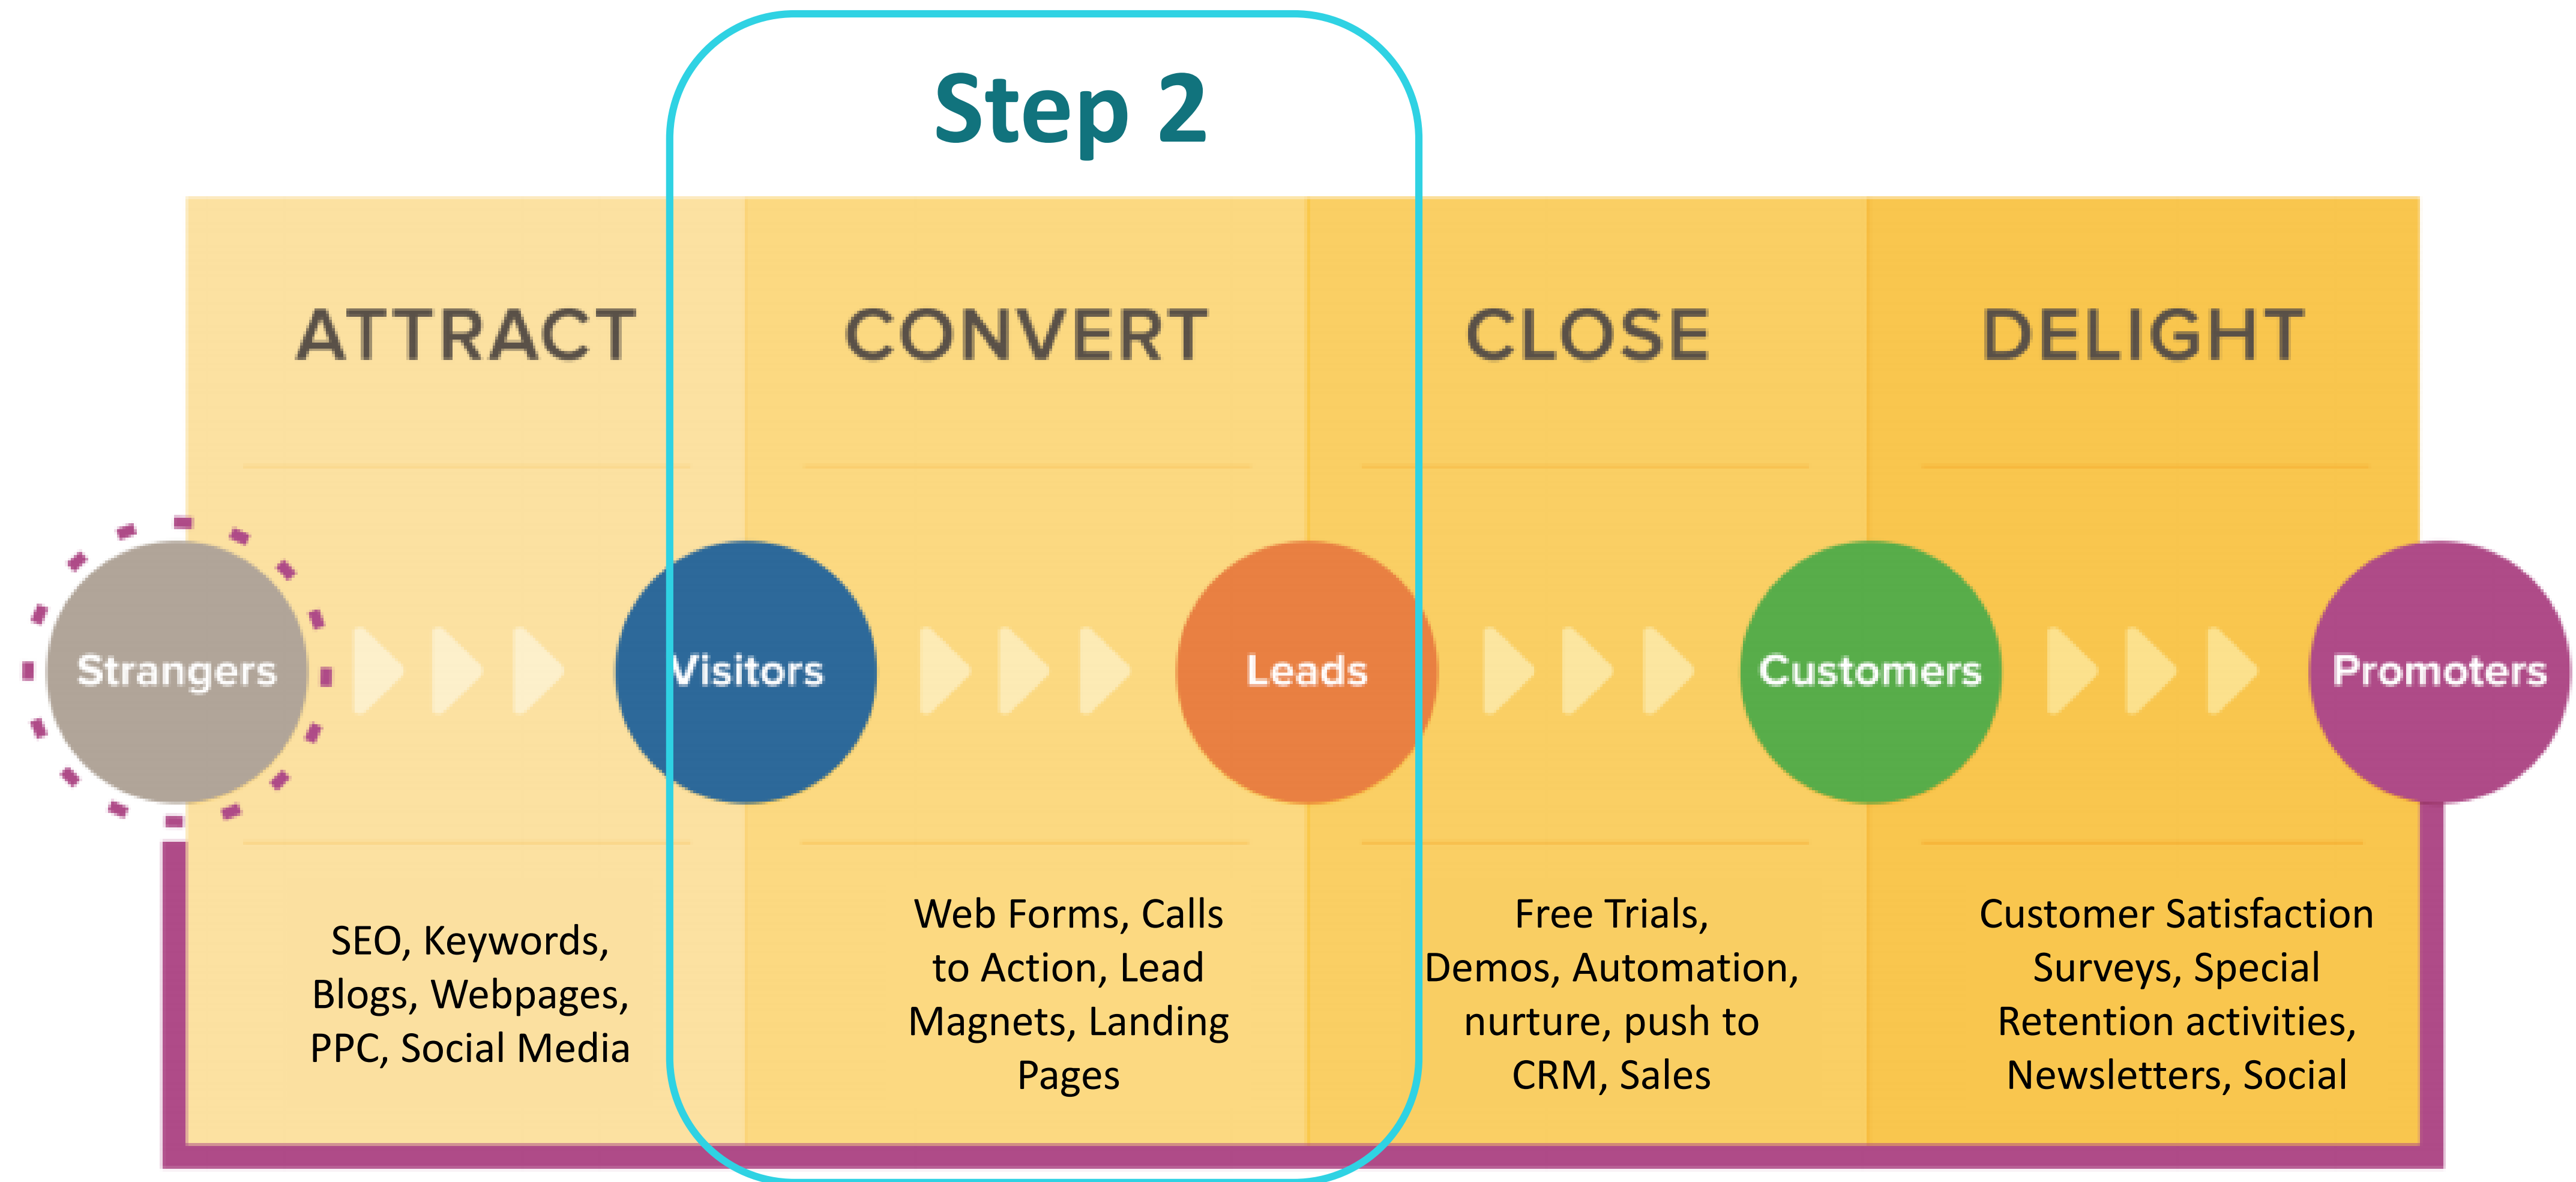 Step 2
ATTRACT
CONVERT
CLOSE
DELIGHT
Strangers
Visitors
Leads
Customers
Promoters
SEO, Keywords,
Blogs, Webpages,
PPC, Social Media
Web Forms, Calls
to Action, Lead
Magnets, Landing
Pages
Free Trials,
Demos, Automation,
nurture, push to
CRM, Sales
Customer Satisfaction
Surveys, Special
Retention activities,
Newsletters, Social